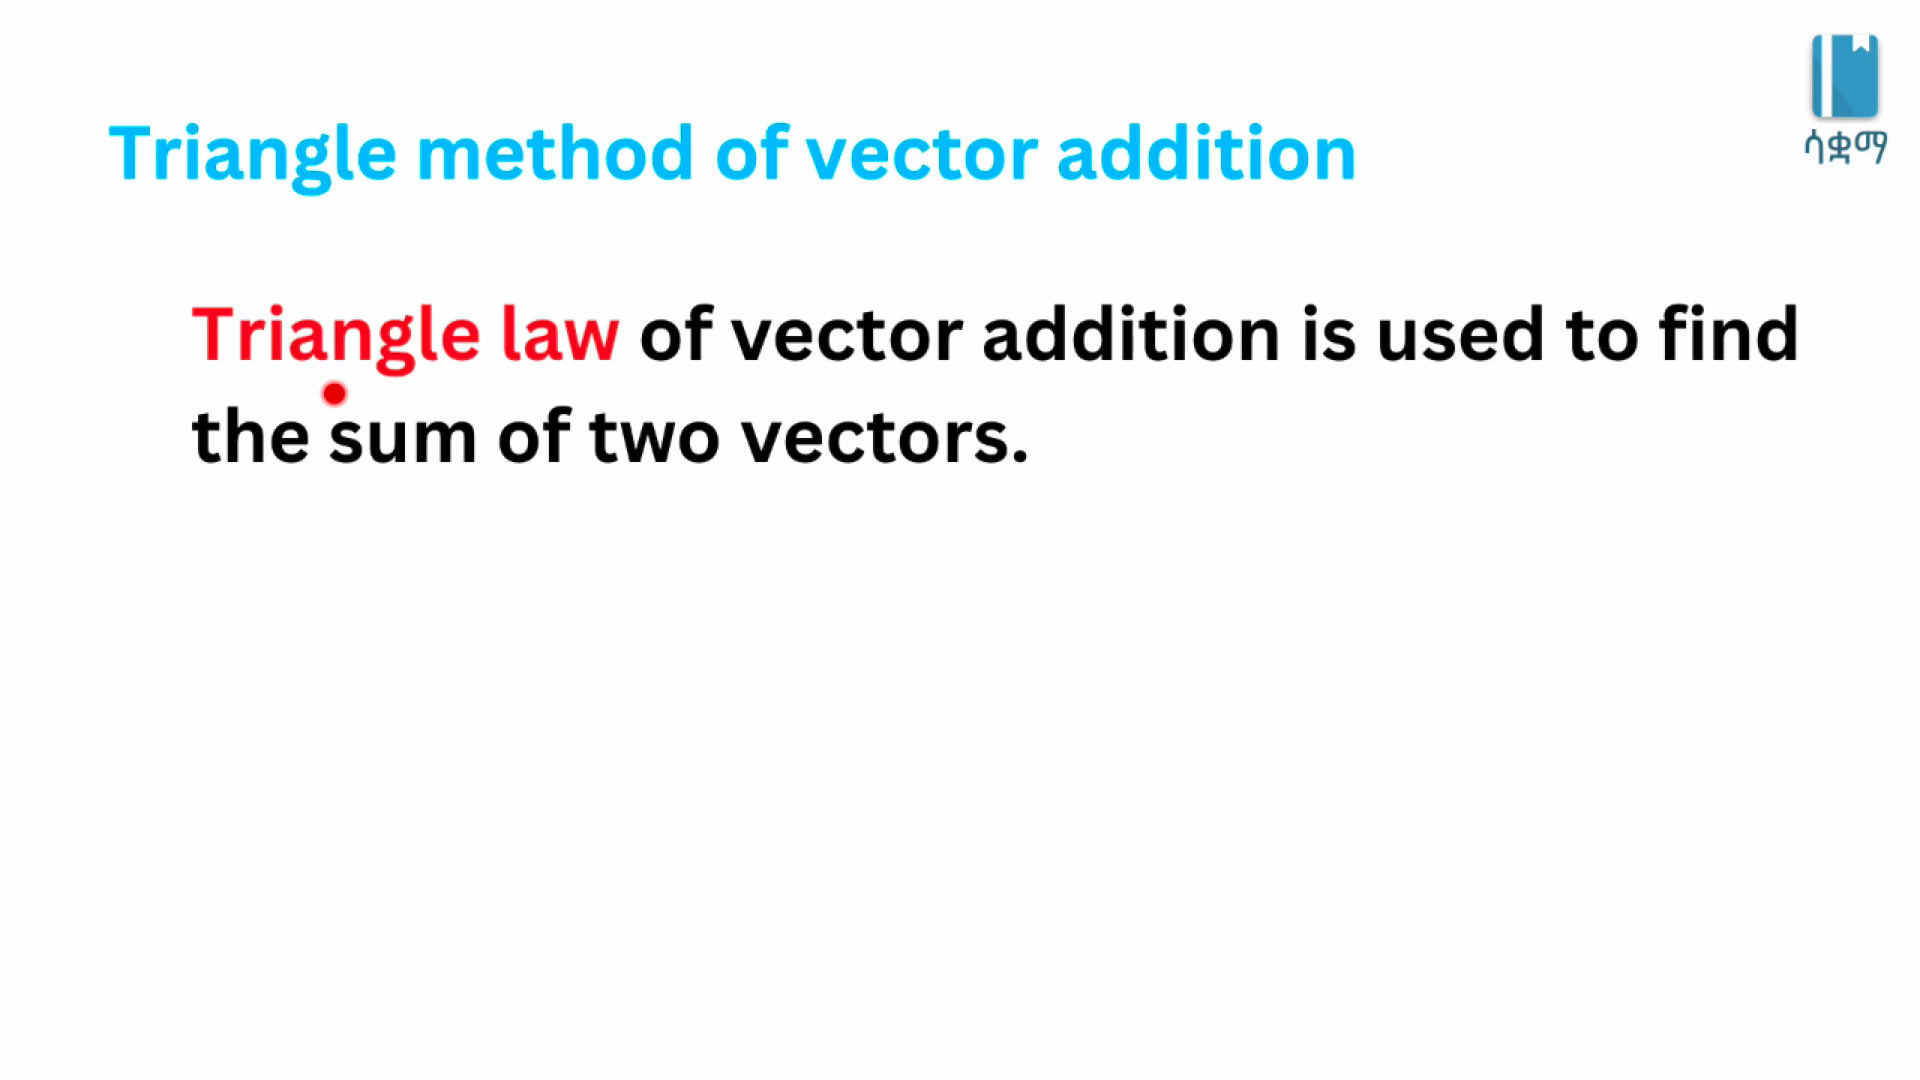 ሳቋማ
Triangle method of vector addition
Triangle law of vector addition is used to find
the sum of two vectors.